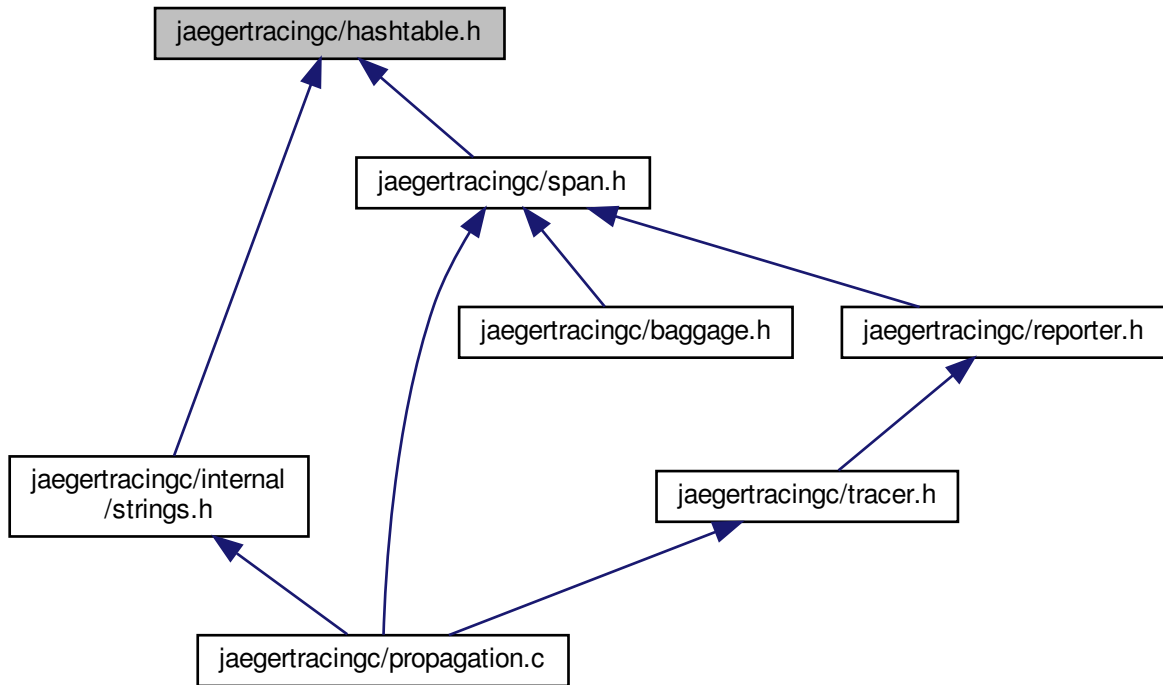 jaegertracingc/hashtable.h
jaegertracingc/span.h
jaegertracingc/baggage.h
jaegertracingc/reporter.h
jaegertracingc/internal
/strings.h
jaegertracingc/tracer.h
jaegertracingc/propagation.c